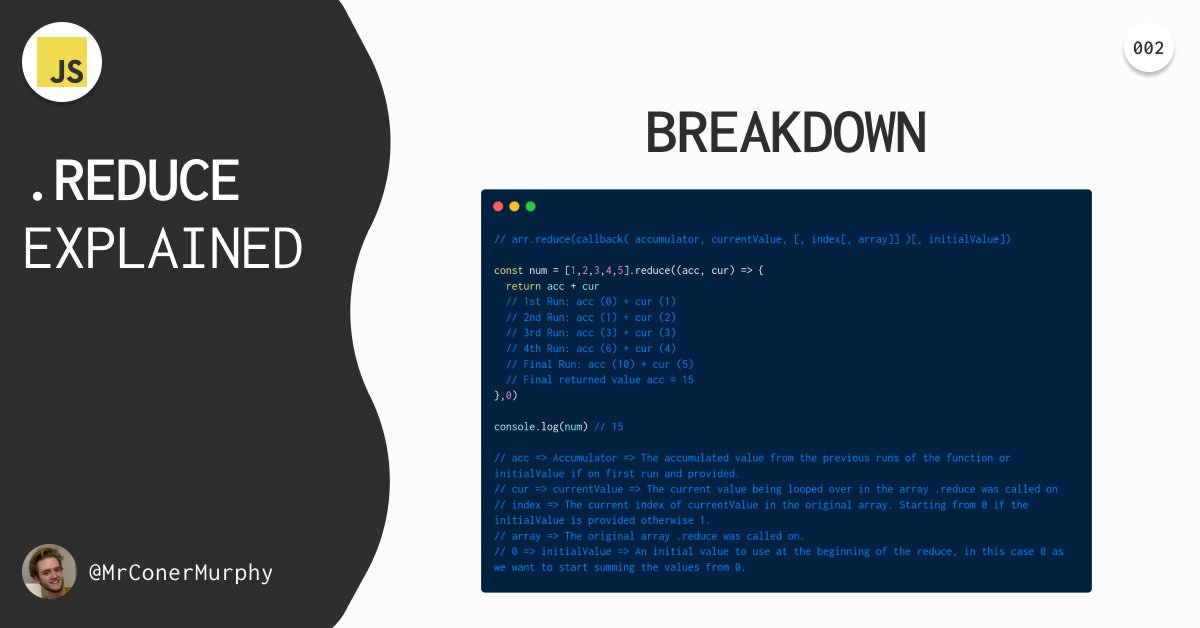 JS
.REDUCE
EXPLAINED
@MrConerMurphy
002
BREAKDOWN
// arr.reduce(callback( accumulator, currentValue, [, index[, array]] )[, initialValue])
const num = [1,2,3,4,5].reduce((acc, cur) => {
  return acc + cur
  // 1st Run: acc (0) + cur (1)
  // 2nd Run: acc (1) + cur (2)
  // 3rd Run: acc (3) + cur (3)
  // 4th Run: acc (6) + cur (4)
  // Final Run: acc (10) + cur (5)
  // Final returned value acc = 15
},0)
console.log(num) // 15
// acc => Accumulator => The accumulated value from the previous runs of the function or
initialValue if on first run and provided.
// cur => currentValue => The current value being looped over in the array .reduce was called on
// index => The current index of currentValue in the original array. Starting from 0 if the
initialValue is provided otherwise 1.
// array => The original array .reduce was called on.
// 0 => initialValue => An initial value to use at the beginning of the reduce, in this case 0 as
we want to start summing the values from 0.